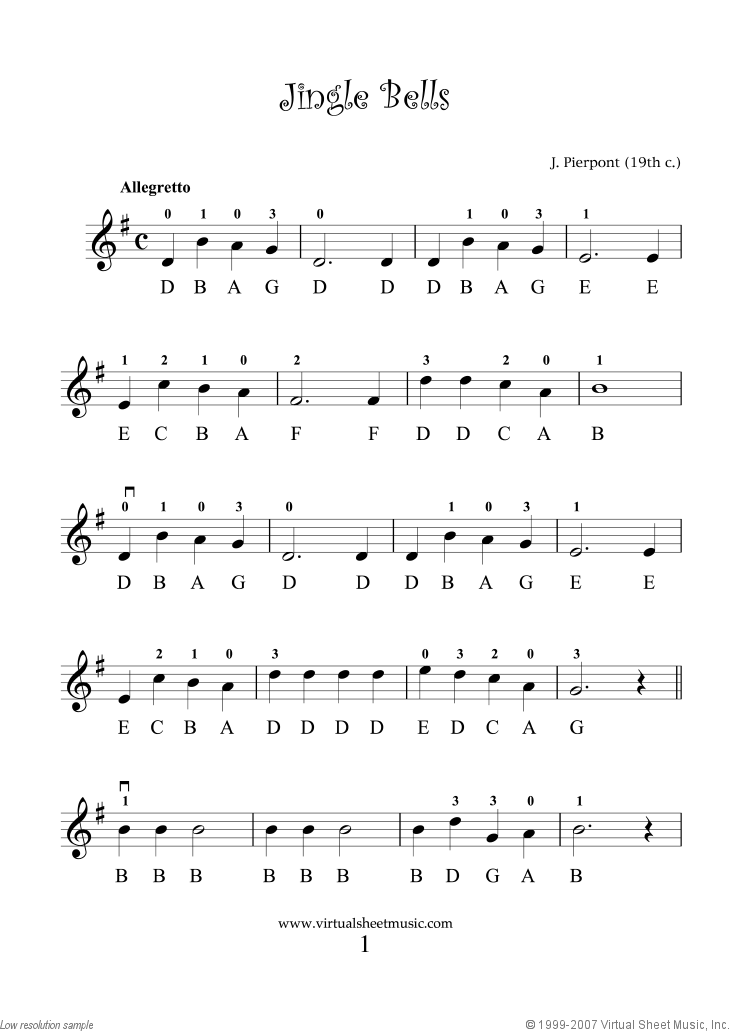 Jingle Bells
J. Pierpont (19th c.)
Allegretto
0 1 0 3 0 1 0 3 1
D B A G D D D B A G E E
1 2 1 0 2 3 2 0 1
E C B A F F D D C A B
0 1 0 3 0 1 0 3 1
D B A G D D D B A G E E
2 1 0 3 0 3 2 0 3
E C B A D D D D E D C A G
1 3 3 0 1
B B B B B B B D G A B
www.virtualsheetmusic.com
1
Low resolution sample
© 1999-2007 Virtual Sheet Music, Inc.